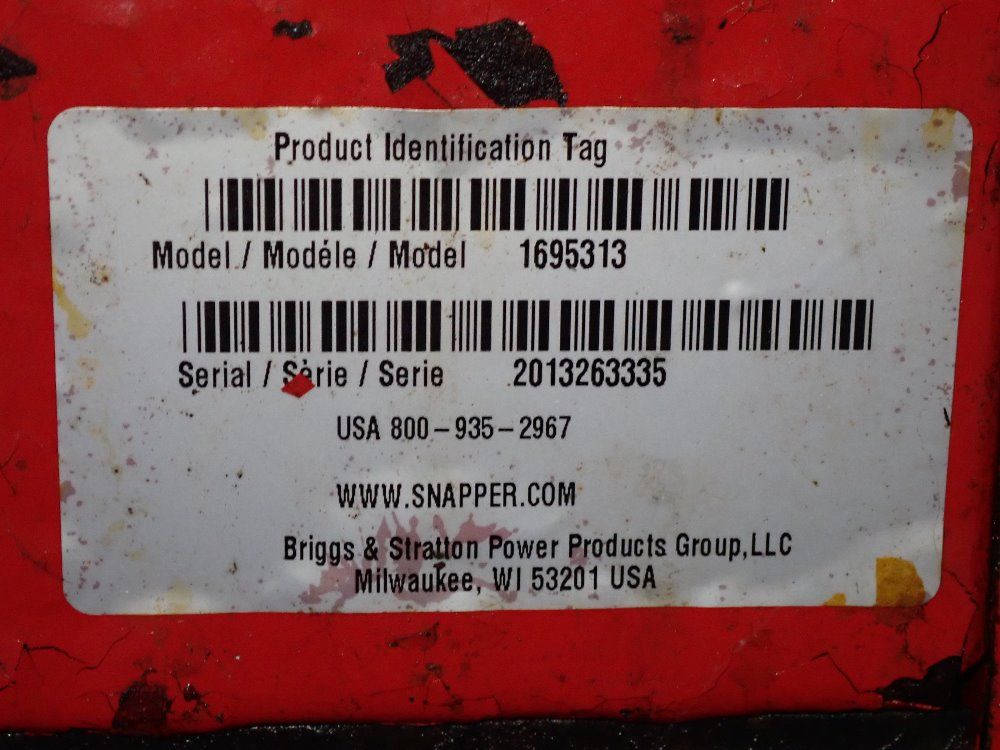 Product Identification Tag
Model / Modéle / Model 1695313
Serial / Série / Serie 2013263335
USA 800-935-2967
WWW.SNAPPER.COM
Briggs & Stratton Power Products Group,LLC
Milwaukee, WI 53201 USA